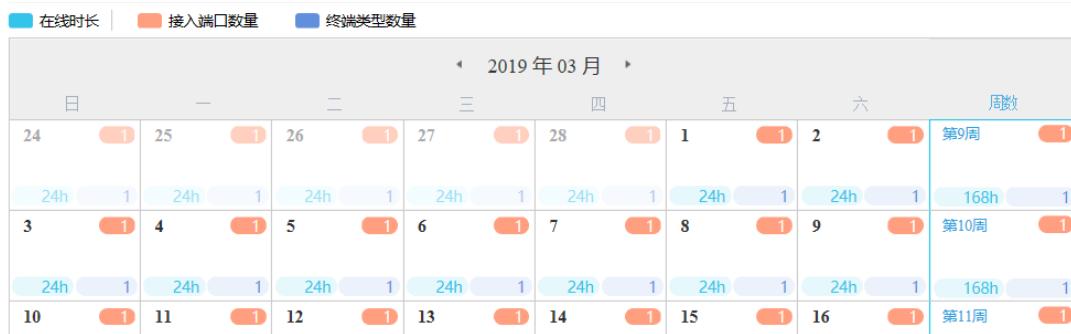 在线时长 接入端口数量 终端类型数量
2019 年 03 月
日 一 二 三 四 五 六 周数
24 1 25 1 26 1 27 1 28 1 1 1 2 1 第9周 1
24h 1 24h 1 24h 1 24h 1 24h 1 24h 1 24h 1 168h 1
3 1 4 1 5 1 6 1 7 1 8 1 9 1 第10周 1
24h 1 24h 1 24h 1 24h 1 24h 1 24h 1 24h 1 168h 1
10 1 11 1 12 1 13 1 14 1 15 1 16 1 第11周 1